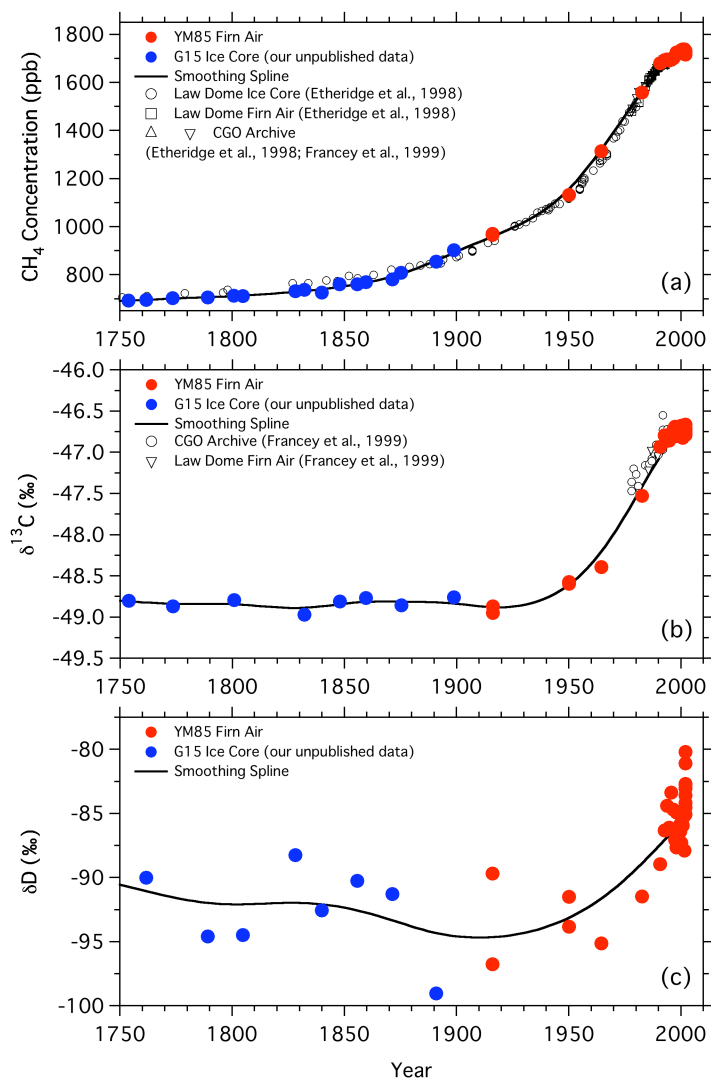 1800
1600
1400
1200
1000
800
CH4 Concentration (ppb)
YM85 Firn Air
G15 Ice Core (our unpublished data)
Smoothing Spline
Law Dome Ice Core (Etheridge et al., 1998)
Law Dome Firn Air (Etheridge et al., 1998)
CGO Archive
(Etheridge et al., 1998; Francey et al., 1999)
(a)
1750 1800 1850 1900 1950 2000
-46.0
-46.5
-47.0
-47.5
-48.0
-48.5
-49.0
-49.5
δ13C (‰)
YM85 Firn Air
G15 Ice Core (our unpublished data)
Smoothing Spline
CGO Archive (Francey et al., 1999)
Law Dome Firn Air (Francey et al., 1999)
(b)
1750 1800 1850 1900 1950 2000
-80
-85
-90
-95
-100
δD (‰)
YM85 Firn Air
G15 Ice Core (our unpublished data)
Smoothing Spline
(c)
1750 1800 1850 1900 1950 2000
Year